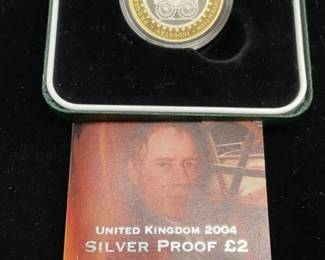 UNITED KINGDOM 2004
SILVER PROOF £2